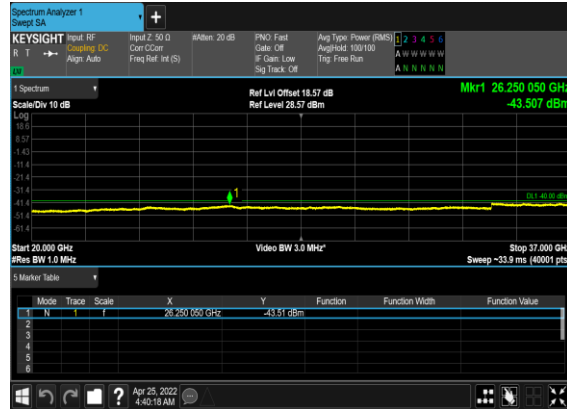 Spectrum Analyzer 1
Swept SA
+
KEYSIGHT Input: RF Input Z: 50 Ω #Atten: 20 dB PNO: Fast Avg Type: Power (RMS) 1 2 3 4 5 6
R T Coupling: DC Corr CCorr Gate: Off Avg|Hold: 100/100 A W W W W W
Align: Auto Freq Ref: Int (S) IF Gain: Low Trig: Free Run
Sig Track: Off A N N N N N
1 Spectrum Ref Lvl Offset 18.57 dB Mkr1 26.250 050 GHz
Scale/Div 10 dB Ref Level 28.57 dBm -43.507 dBm
Log
18.6
8.57
-1.43
-11.4
-21.4
-31.4
1
DL1 -40.00 dBm
-41.4
-51.4
-61.4
Start 20.000 GHz Video BW 3.0 MHz* Stop 37.000 GHz
#Res BW 1.0 MHz Sweep ~33.9 ms (40001 pts)
5 Marker Table
Mode Trace Scale X Y Function Function Width Function Value
1 N 1 f 26.250 050 GHz -43.51 dBm
2
3
4
5
6
? Apr 25, 2022
4:40:18 AM